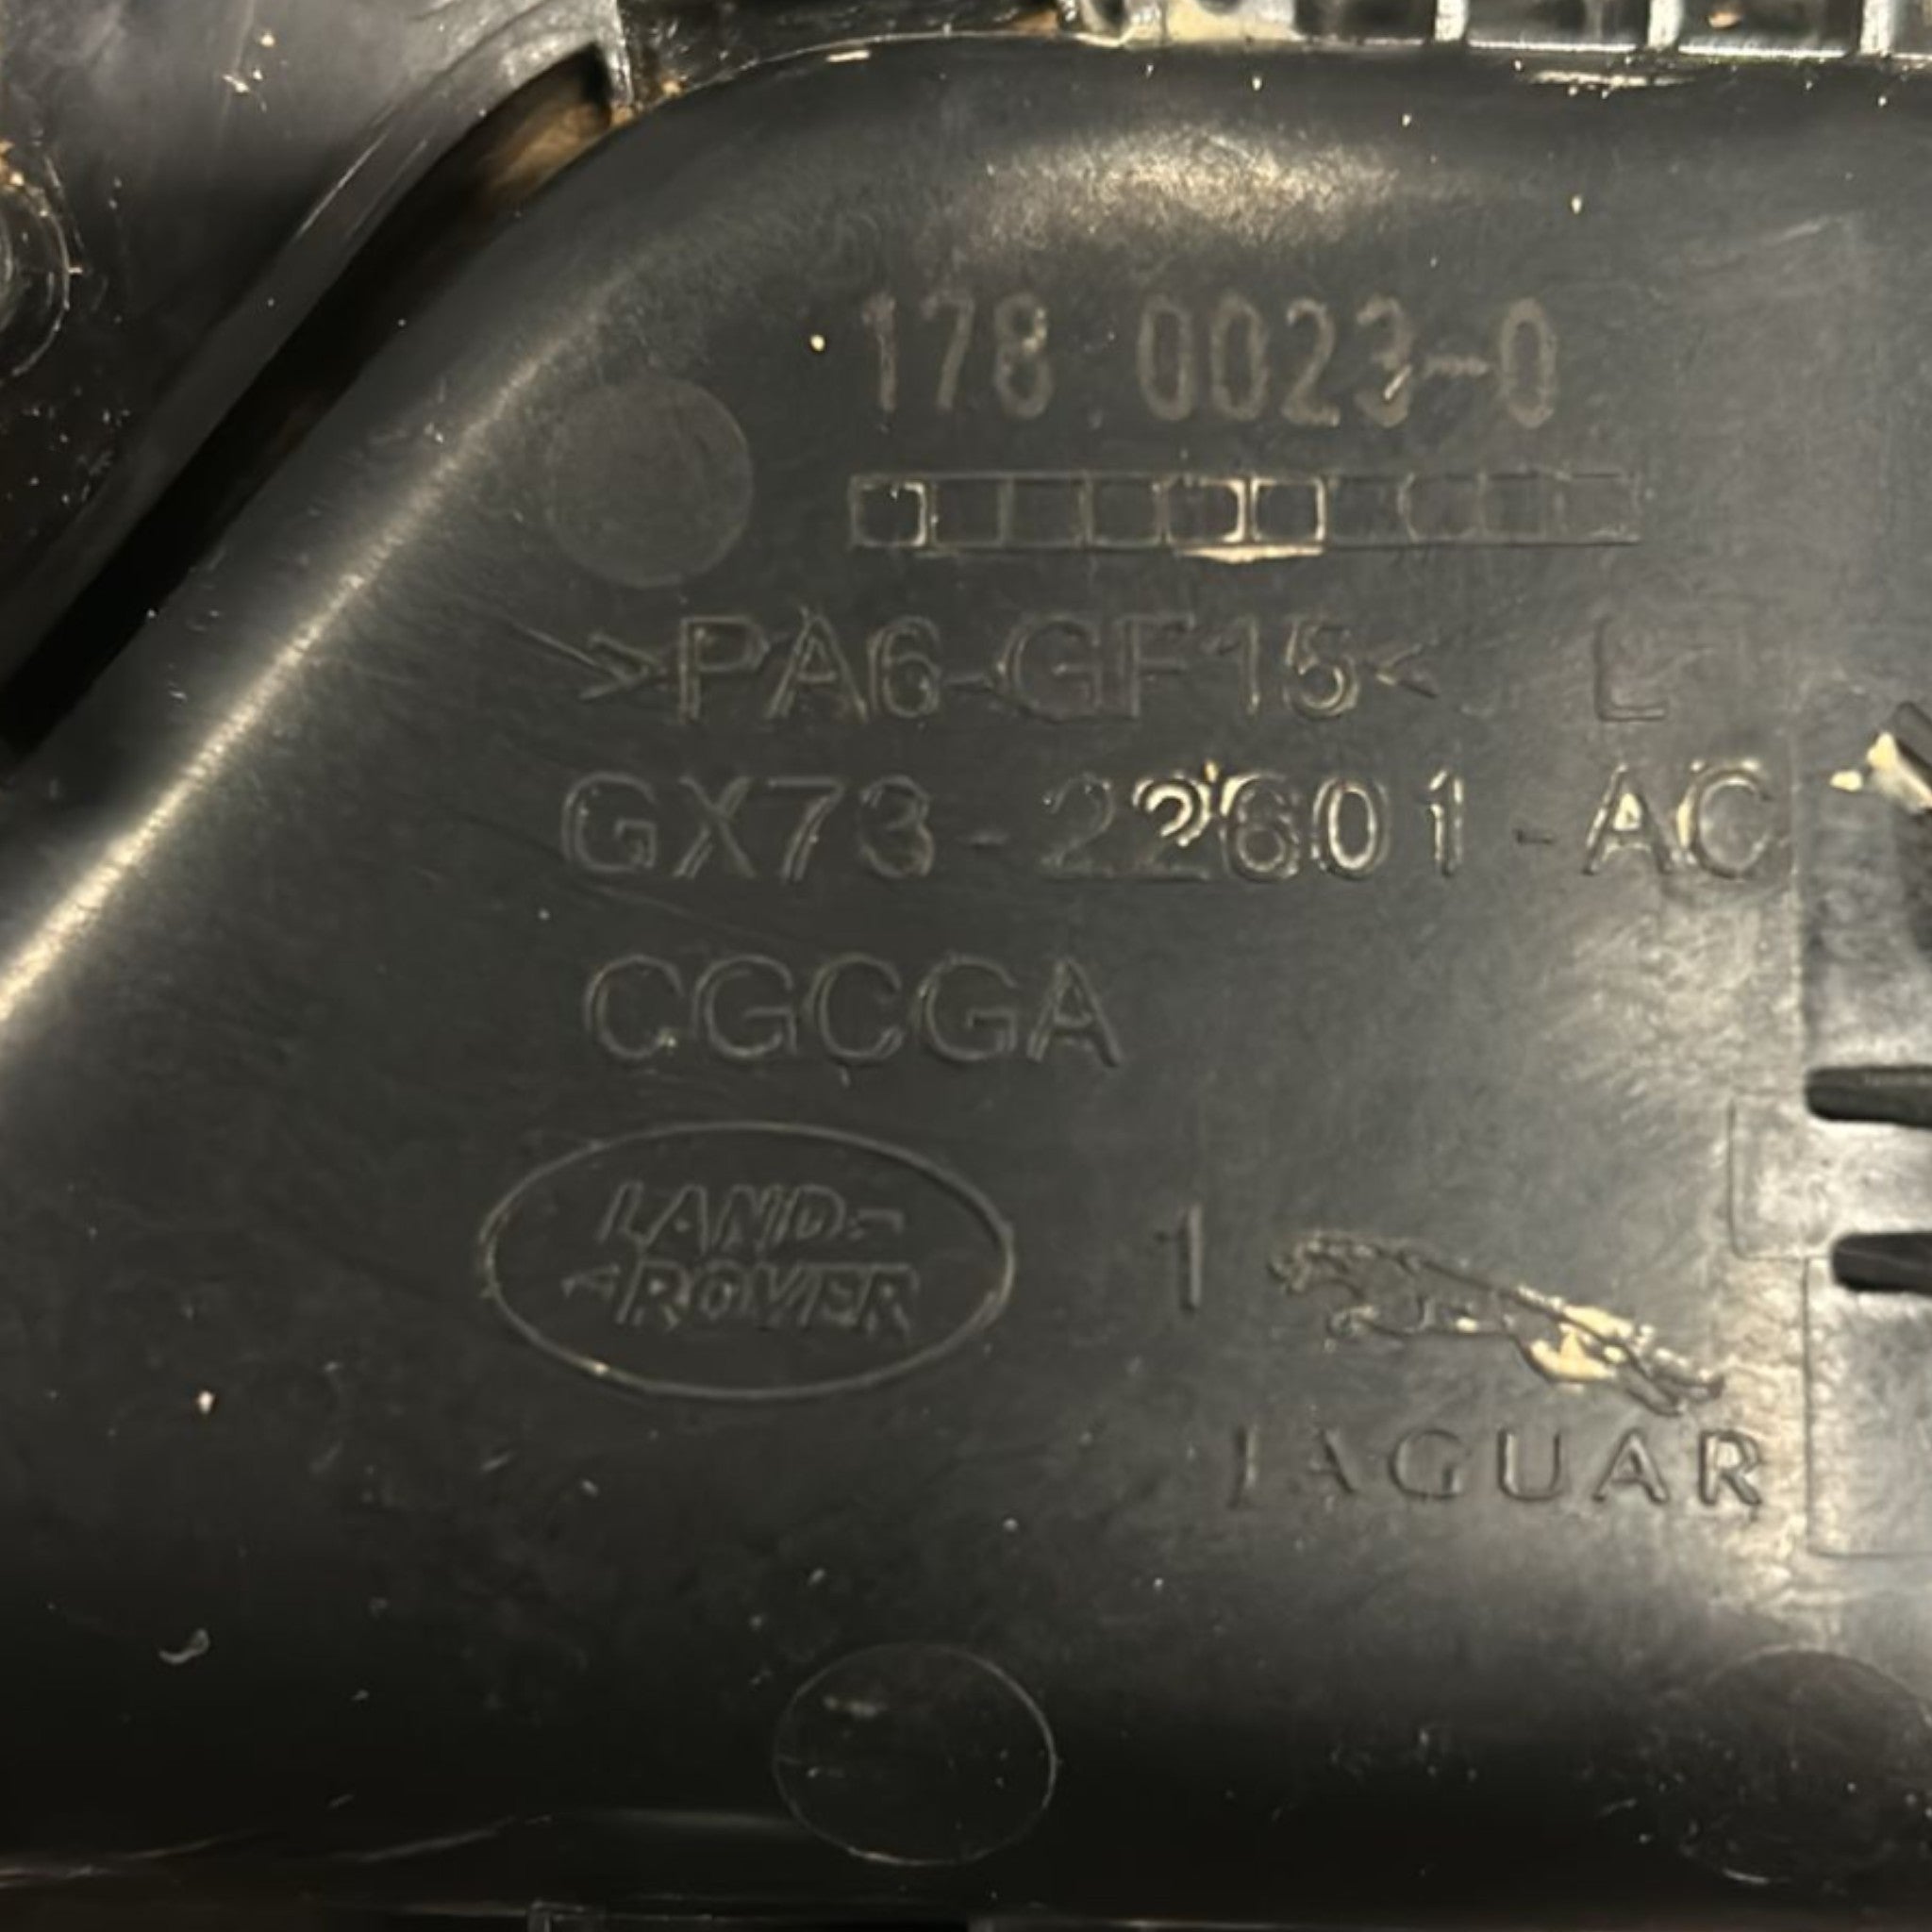 178 0023-0
>PA6-GF15< L
GX73-22601-AC
CGCGA
LAND-
-ROVER
1
JAGUAR